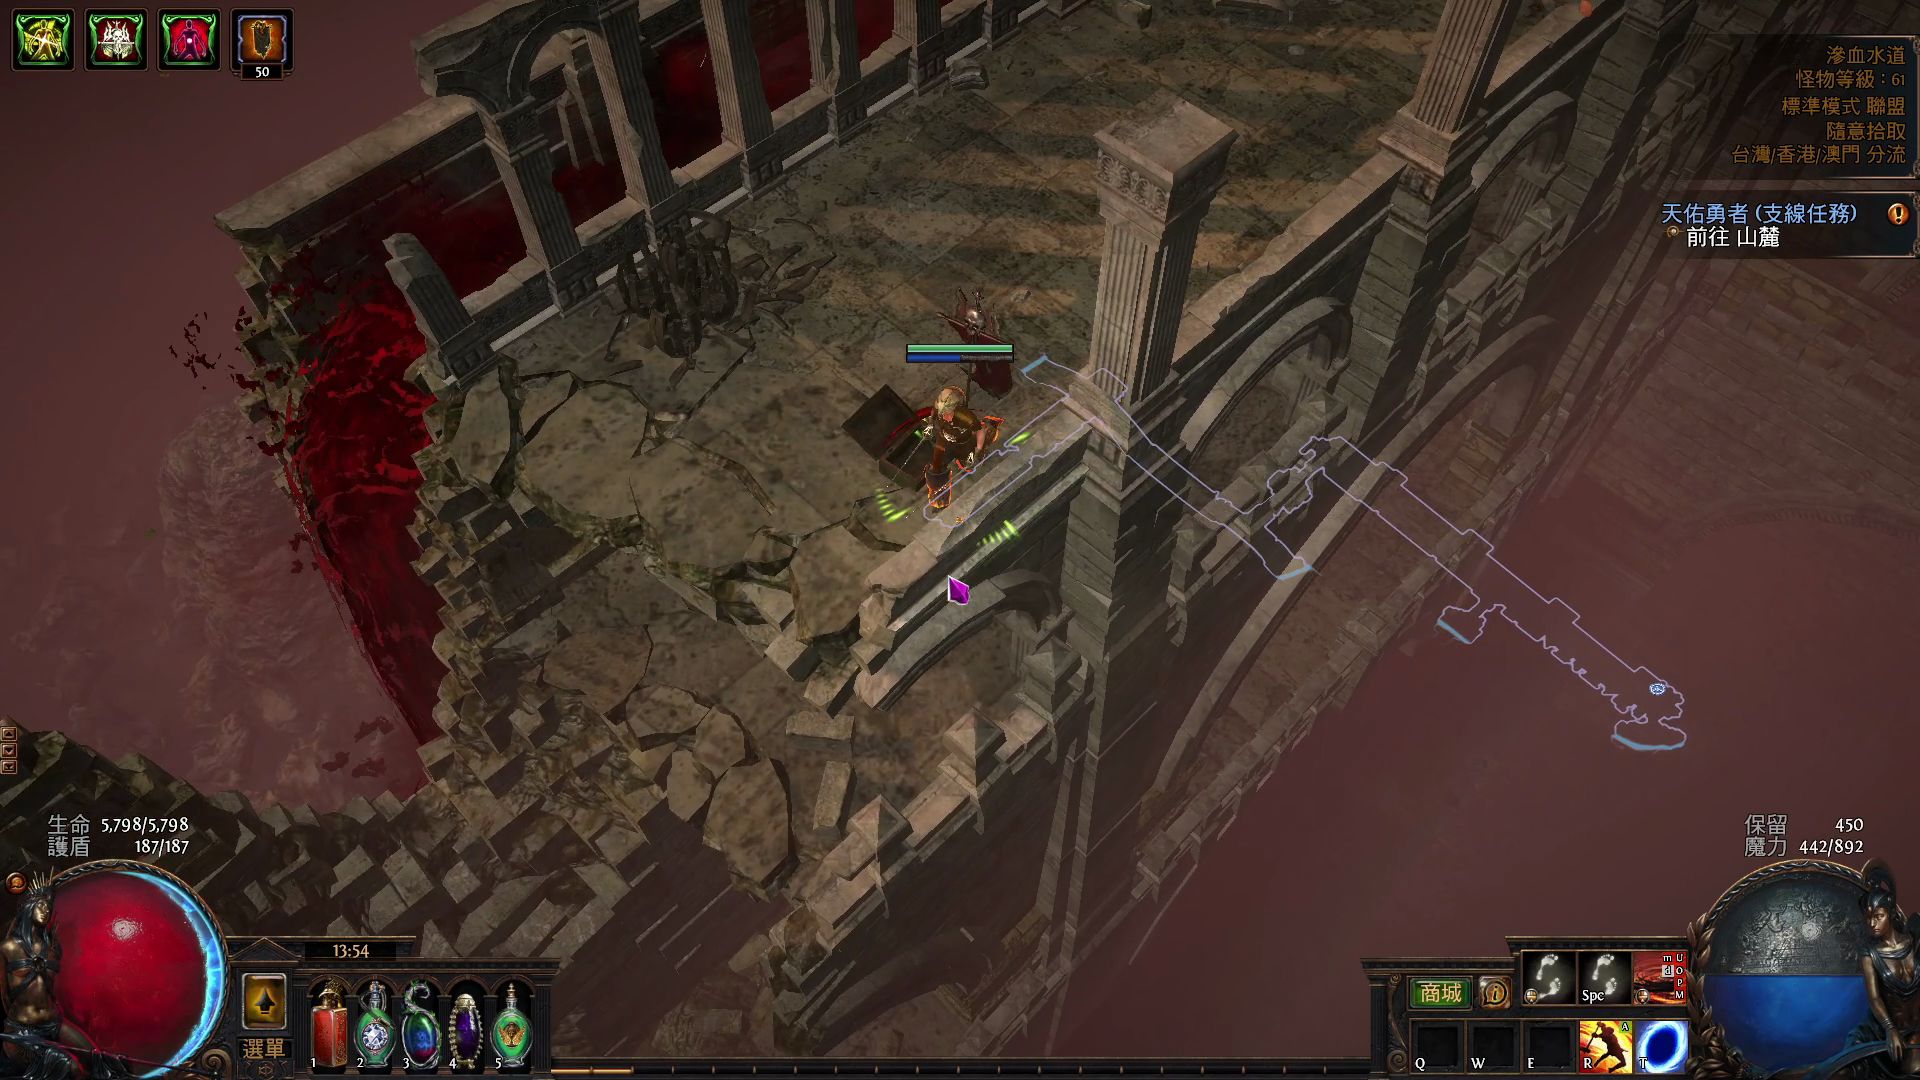 50
滲血水道
怪物等級：61
標準模式 聯盟
隨意拾取
台灣/香港/澳門 分流
天佑勇者 (支線任務)
前往 山麓
生命 5,798/5,798
護盾 187/187
保留 450
魔力 442/892
13:54
選單
1 2 3 4 5
商城
Spc
m U
d O
P
M
Q W E R T
A